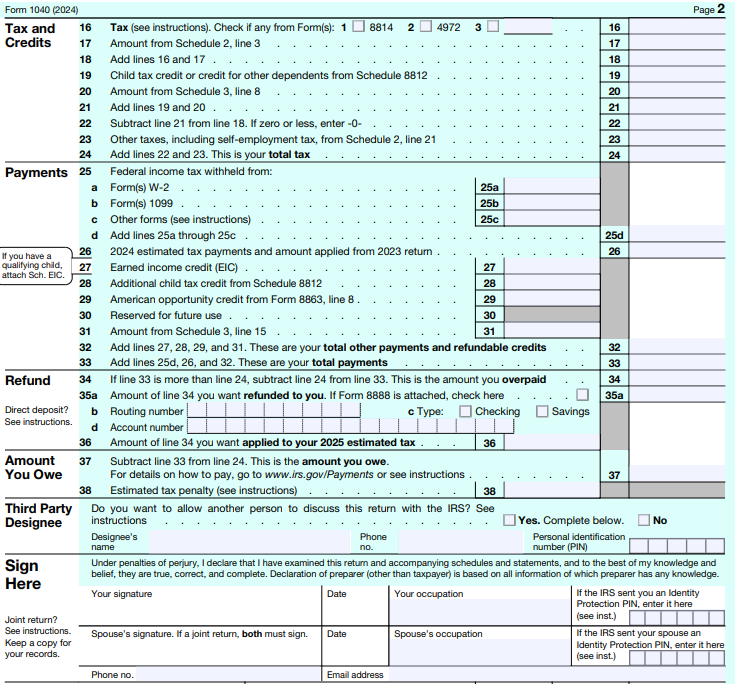 Form 1040 (2024) Page 2
Tax and Credits
16 Tax (see instructions). Check if any from Form(s): 1 8814 2 4972 3 . . 16
17 Amount from Schedule 2, line 3 17
18 Add lines 16 and 17 18
19 Child tax credit or credit for other dependents from Schedule 8812 19
20 Amount from Schedule 3, line 8 20
21 Add lines 19 and 20 21
22 Subtract line 21 from line 18. If zero or less, enter -0- 22
23 Other taxes, including self-employment tax, from Schedule 2, line 21 23
24 Add lines 22 and 23. This is your total tax 24
Payments
25 Federal income tax withheld from:
a Form(s) W-2 25a
b Form(s) 1099 25b
c Other forms (see instructions) 25c
d Add lines 25a through 25c 25d
If you have a
qualifying child,
attach Sch. EIC.
26 2024 estimated tax payments and amount applied from 2023 return 26
27 Earned income credit (EIC) 27
28 Additional child tax credit from Schedule 8812 28
29 American opportunity credit from Form 8863, line 8 29
30 Reserved for future use 30
31 Amount from Schedule 3, line 15 31
32 Add lines 27, 28, 29, and 31. These are your total other payments and refundable credits 32
33 Add lines 25d, 26, and 32. These are your total payments 33
Refund
34 If line 33 is more than line 24, subtract line 24 from line 33. This is the amount you overpaid 34
35a Amount of line 34 you want refunded to you. If Form 8888 is attached, check here 35a
Direct deposit?
See instructions.
b Routing number c Type: Checking Savings
d Account number
36 Amount of line 34 you want applied to your 2025 estimated tax 36
Amount
You Owe
37 Subtract line 33 from line 24. This is the amount you owe.
For details on how to pay, go to www.irs.gov/Payments or see instructions 37
38 Estimated tax penalty (see instructions) 38
Third Party
Designee
Do you want to allow another person to discuss this return with the IRS? See
instructions Yes. Complete below. No
Designee's
name
Phone
no.
Personal identification
number (PIN)
Sign
Here
Under penalties of perjury, I declare that I have examined this return and accompanying schedules and statements, and to the best of my knowledge and
belief, they are true, correct, and complete. Declaration of preparer (other than taxpayer) is based on all information of which preparer has any knowledge.
Joint return?
See instructions.
Keep a copy for
your records.
Your signature Date Your occupation
If the IRS sent you an Identity
Protection PIN, enter it here
(see inst.)
Spouse's signature. If a joint return, both must sign. Date Spouse's occupation
If the IRS sent your spouse an
Identity Protection PIN, enter it here
(see inst.)
Phone no. Email address